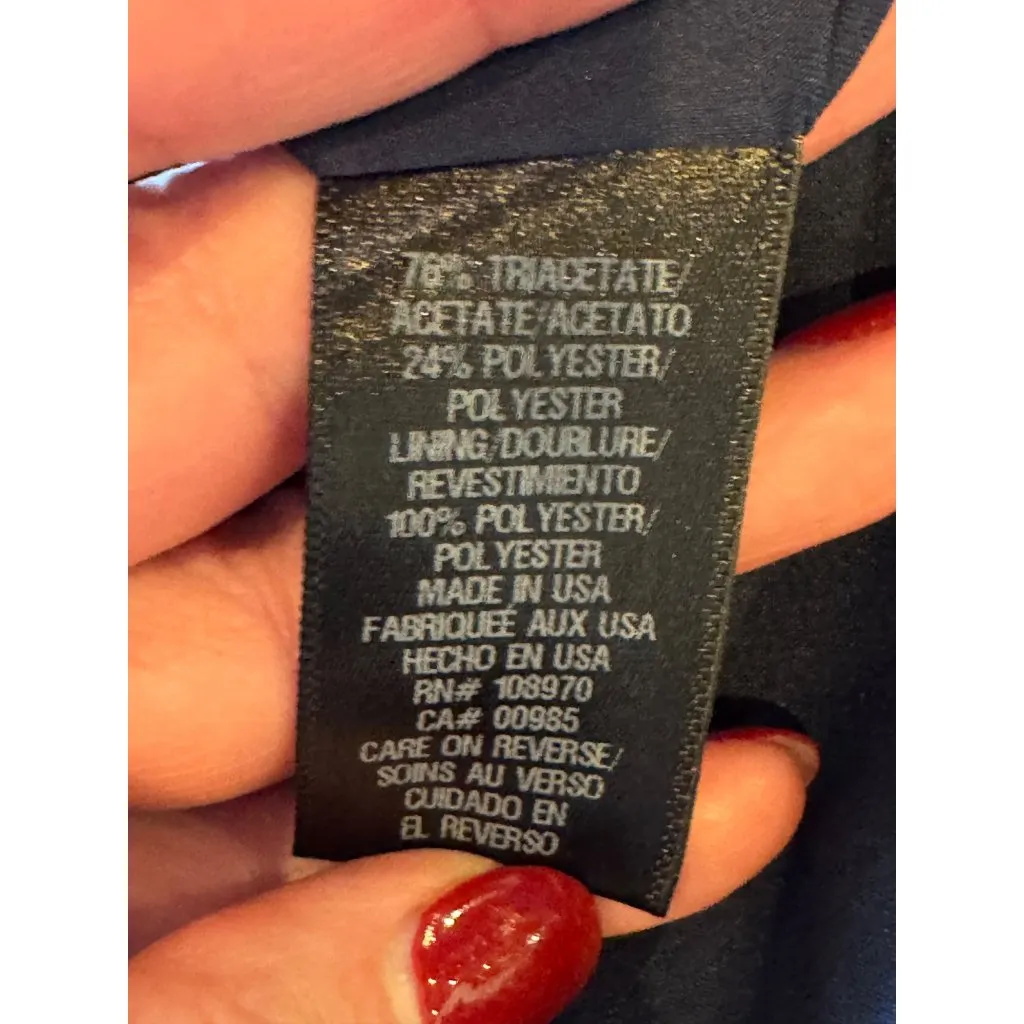 76% TRIACETATE/
ACETATE/ACETATO
24% POLYESTER/
POLYESTER
LINING/DOUBLURE/
REVESTIMIENTO
100% POLYESTER/
POLYESTER
MADE IN USA
FABRIQUEÉ AUX USA
HECHO EN USA
RN# 108970
CA# 00985
CARE ON REVERSE/
SOINS AU VERSO
CUIDADO EN
EL REVERSO